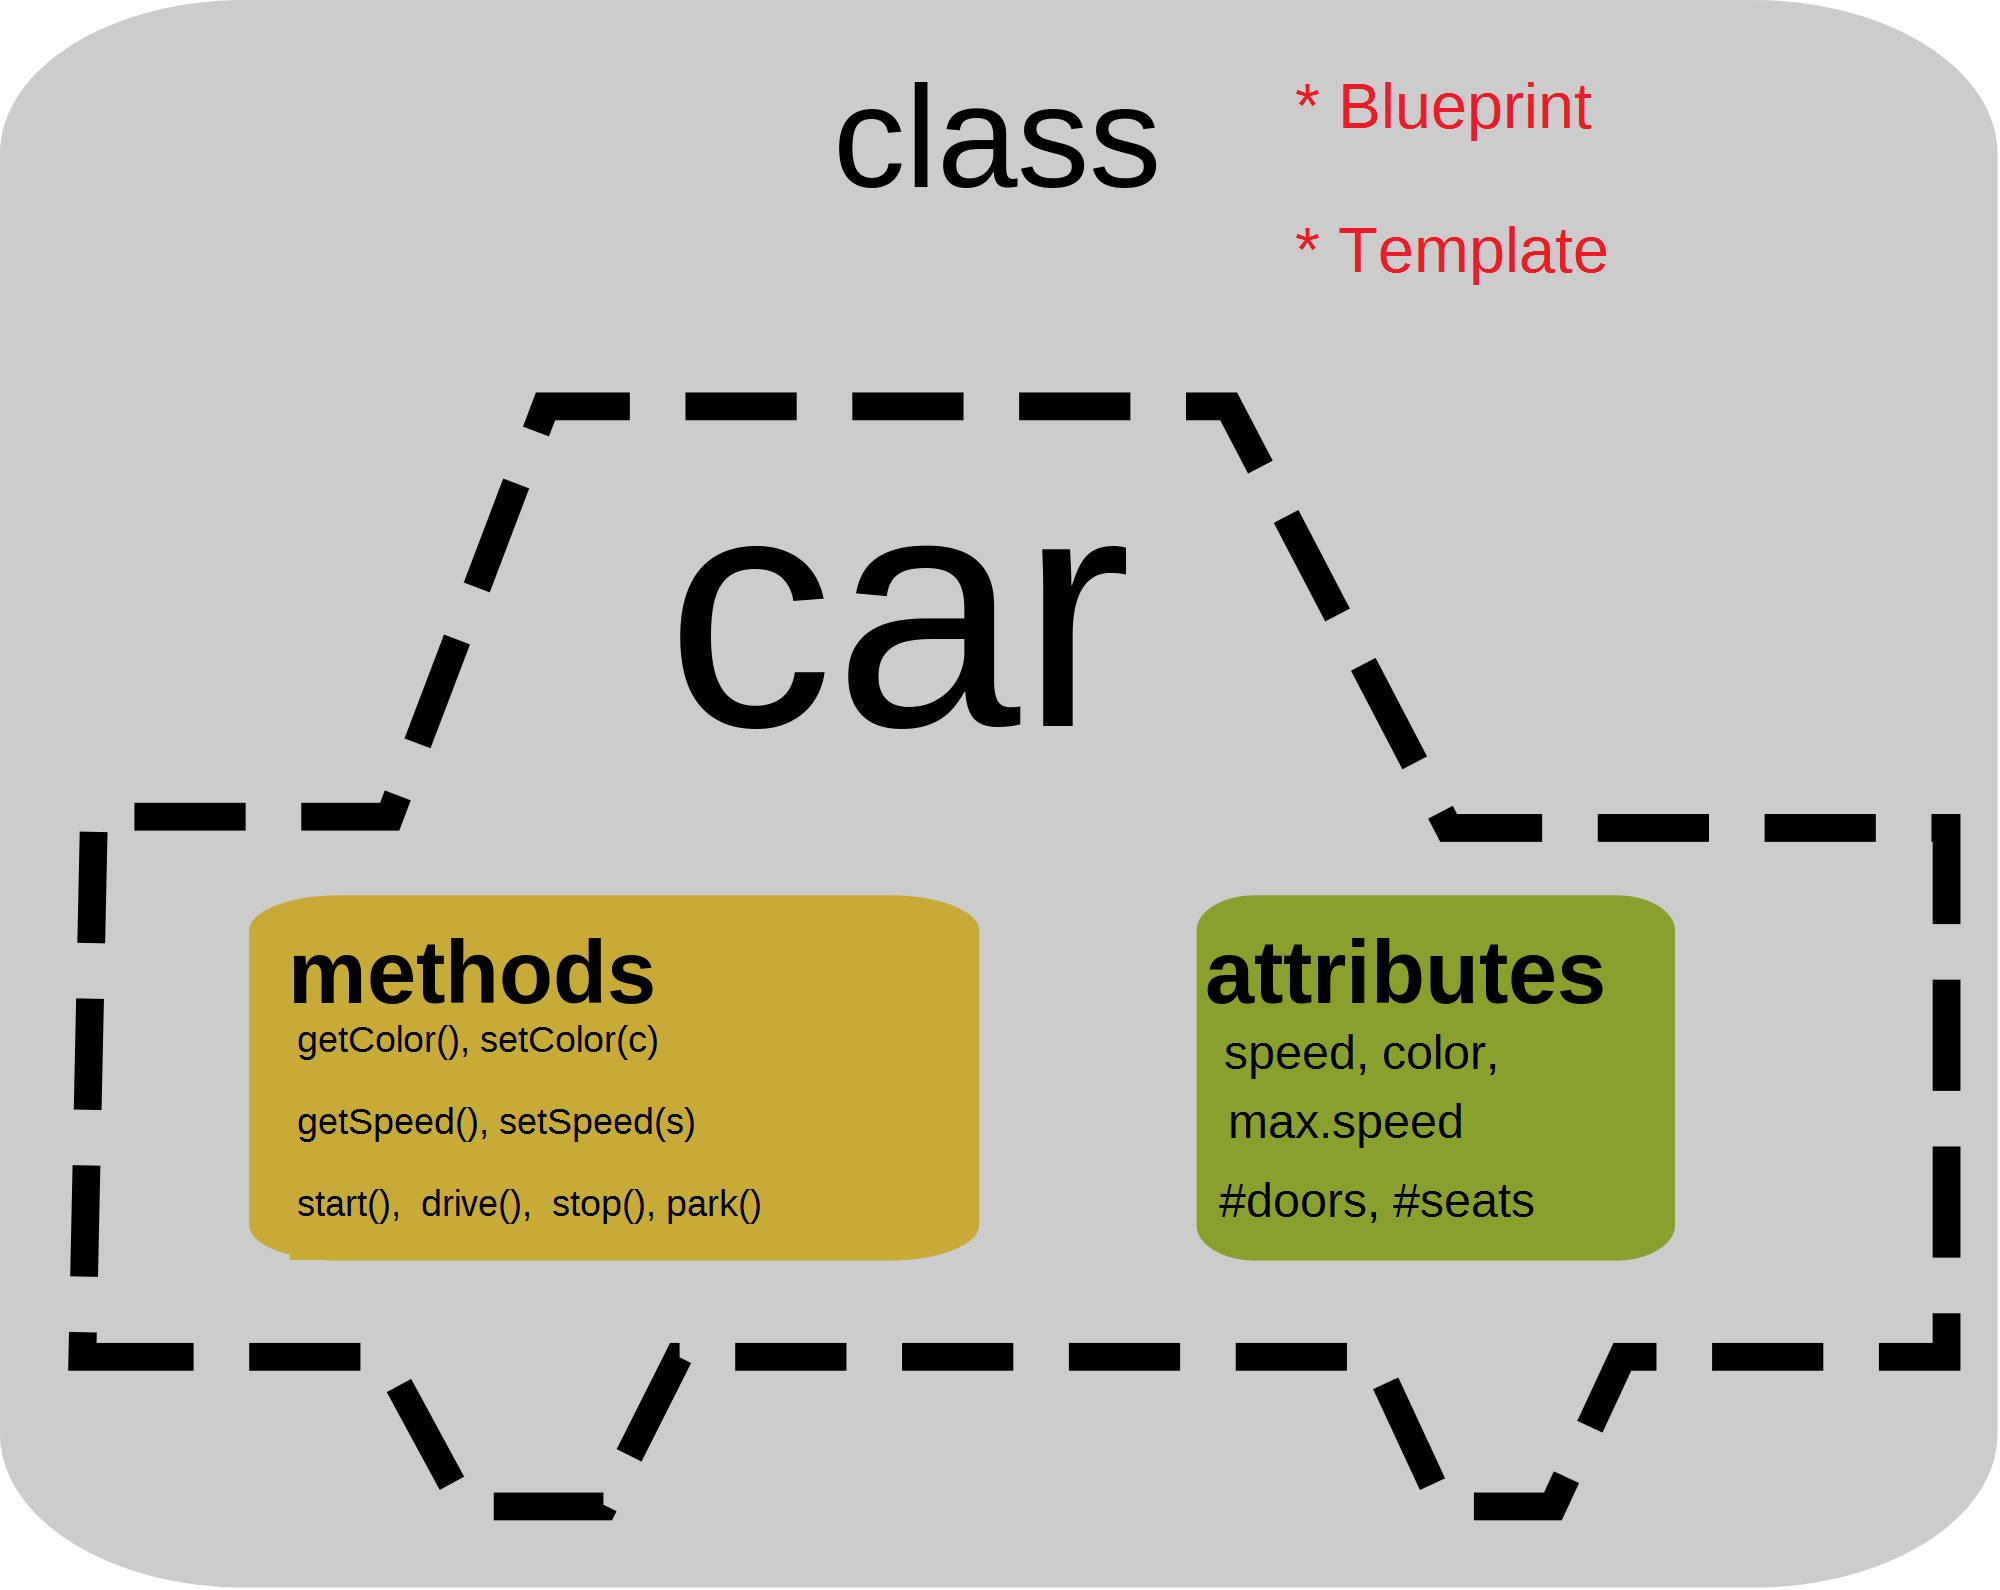 class
* Blueprint
* Template
car
methods
getColor(), setColor(c)
getSpeed(), setSpeed(s)
start(),  drive(),  stop(), park()
attributes
speed, color,
max.speed
#doors, #seats